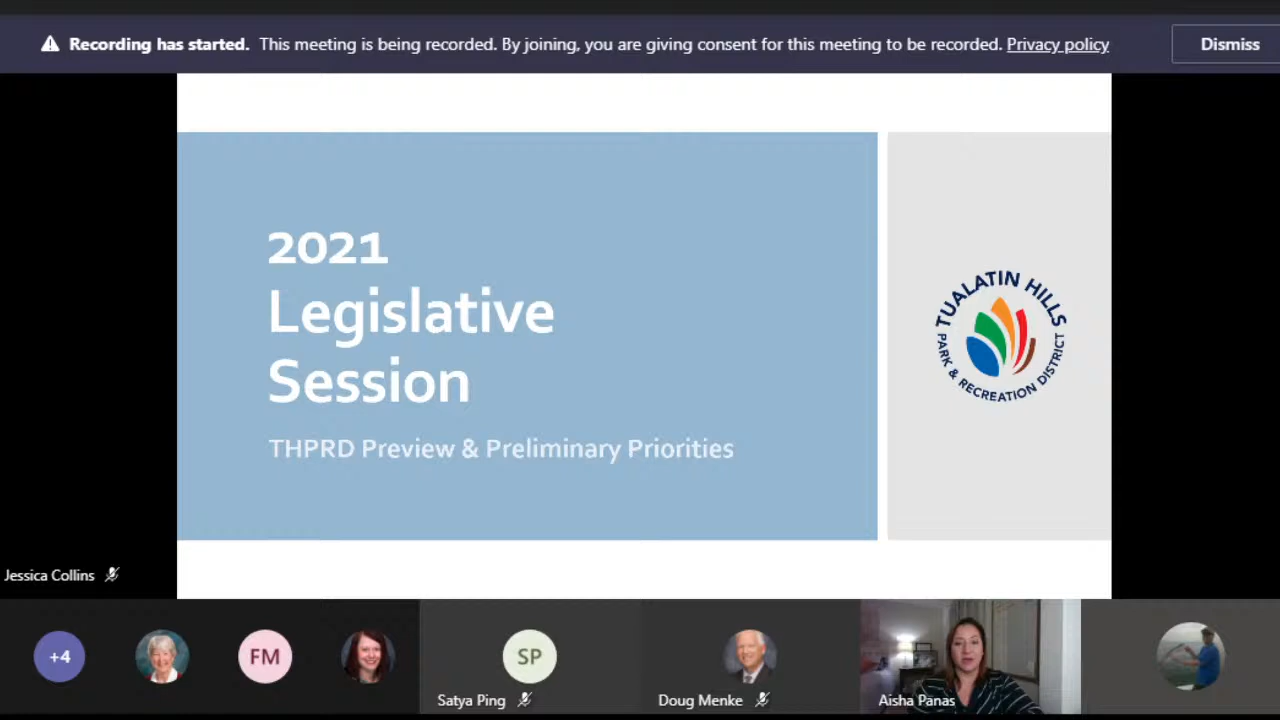 Recording has started. This meeting is being recorded. By joining, you are giving consent for this meeting to be recorded. Privacy policy
Dismiss
2021
Legislative
Session
THPRD Preview & Preliminary Priorities
TUALATIN HILLS
PARK & RECREATION DISTRICT
Jessica Collins
+4
FM
SP
Satya Ping
Doug Menke
Aisha Panas